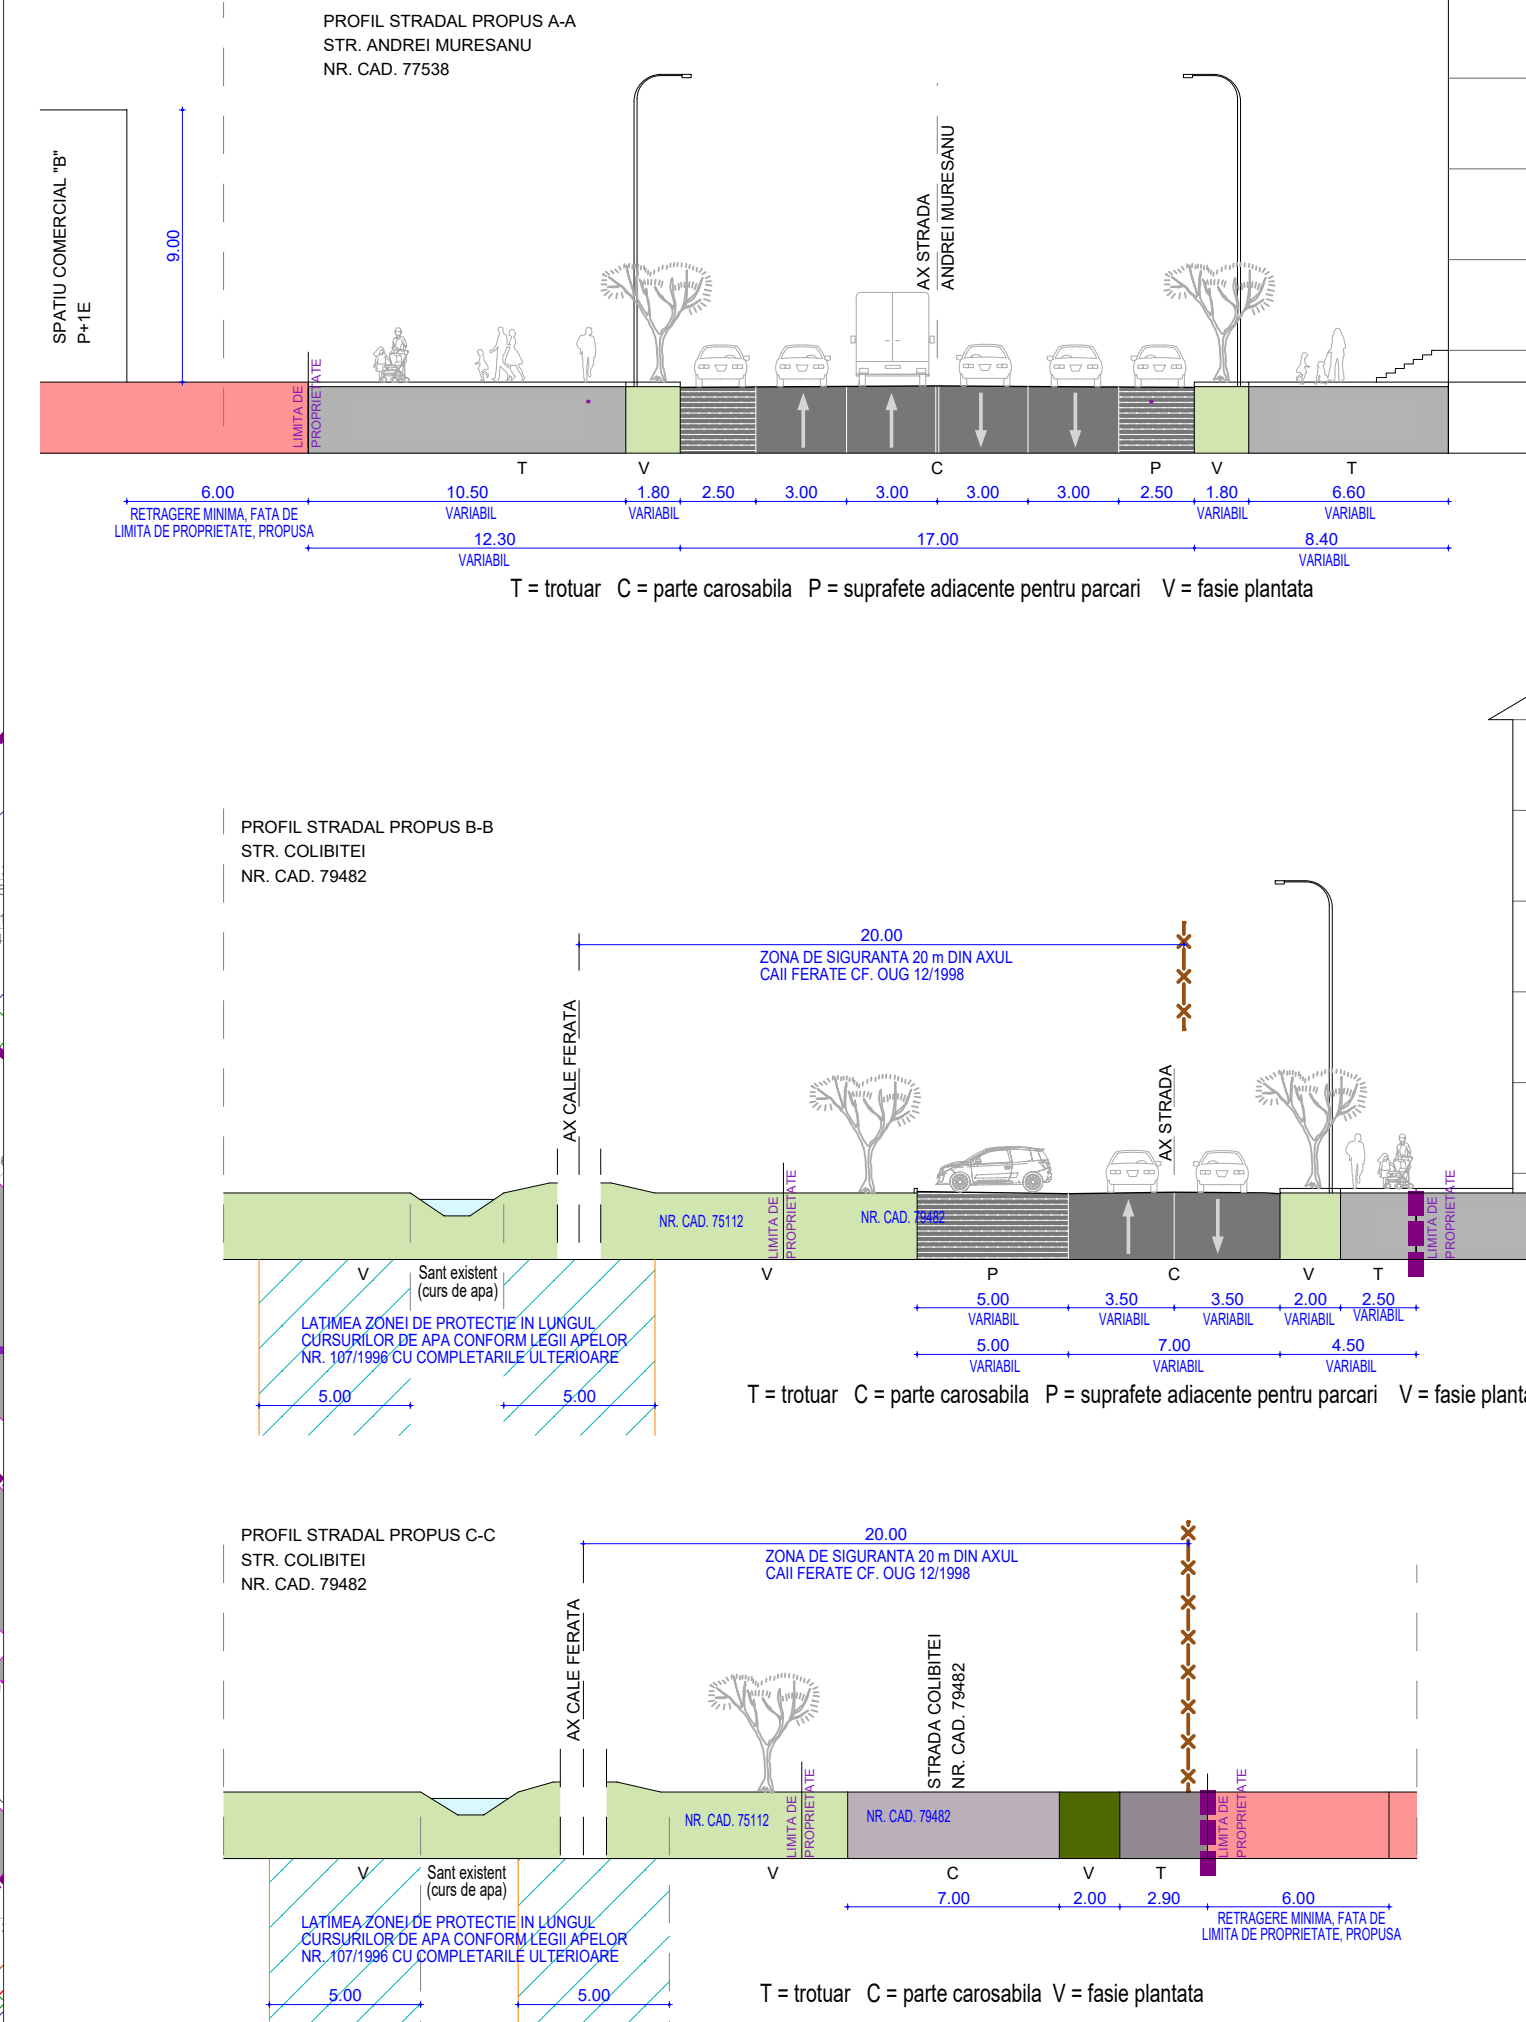 PROFIL STRADAL PROPUS A-A
STR. ANDREI MURESANU
NR. CAD. 77538
SPATIU COMERCIAL "B"
P+1E
9.00
AX STRADA
ANDREI MURESANU
LIMITA DE
PROPRIETATE
T V C P V T
6.00 10.50 1.80 2.50 3.00 3.00 3.00 3.00 2.50 1.80 6.60
RETRAGERE MINIMA, FATA DE
LIMITA DE PROPRIETATE, PROPUSA
VARIABIL VARIABIL VARIABIL VARIABIL
12.30 17.00 8.40
VARIABIL VARIABIL
T = trotuar C = parte carosabila P = suprafete adiacente pentru parcari V = fasie plantata
PROFIL STRADAL PROPUS B-B
STR. COLIBITEI
NR. CAD. 79482
20.00
ZONA DE SIGURANTA 20 m DIN AXUL
CAII FERATE CF. OUG 12/1998
AX CALE FERATA
AX STRADA
NR. CAD. 75112
LIMITA DE
PROPRIETATE
NR. CAD. 79482
LIMITA DE
PROPRIETATE
V Sant existent
(curs de apa)
V P C V T
LATIMEA ZONEI DE PROTECTIE IN LUNGUL
CURSURILOR DE APA CONFORM LEGII APELOR
NR. 107/1996 CU COMPLETARILE ULTERIOARE
5.00 3.50 3.50 2.00 2.50
VARIABIL VARIABIL VARIABIL VARIABIL VARIABIL
5.00 7.00 4.50
VARIABIL VARIABIL VARIABIL
5.00 5.00
T = trotuar C = parte carosabila P = suprafete adiacente pentru parcari V = fasie planta
PROFIL STRADAL PROPUS C-C
STR. COLIBITEI
NR. CAD. 79482
20.00
ZONA DE SIGURANTA 20 m DIN AXUL
CAII FERATE CF. OUG 12/1998
AX CALE FERATA
STRADA COLIBITEI
NR. CAD. 79482
NR. CAD. 75112
LIMITA DE
PROPRIETATE
NR. CAD. 79482
LIMITA DE
PROPRIETATE
V Sant existent
(curs de apa)
V C V T
7.00 2.00 2.90 6.00
RETRAGERE MINIMA, FATA DE
LIMITA DE PROPRIETATE, PROPUSA
LATIMEA ZONEI DE PROTECTIE IN LUNGUL
CURSURILOR DE APA CONFORM LEGII APELOR
NR. 107/1996 CU COMPLETARILE ULTERIOARE
5.00 5.00
T = trotuar C = parte carosabila V = fasie plantata